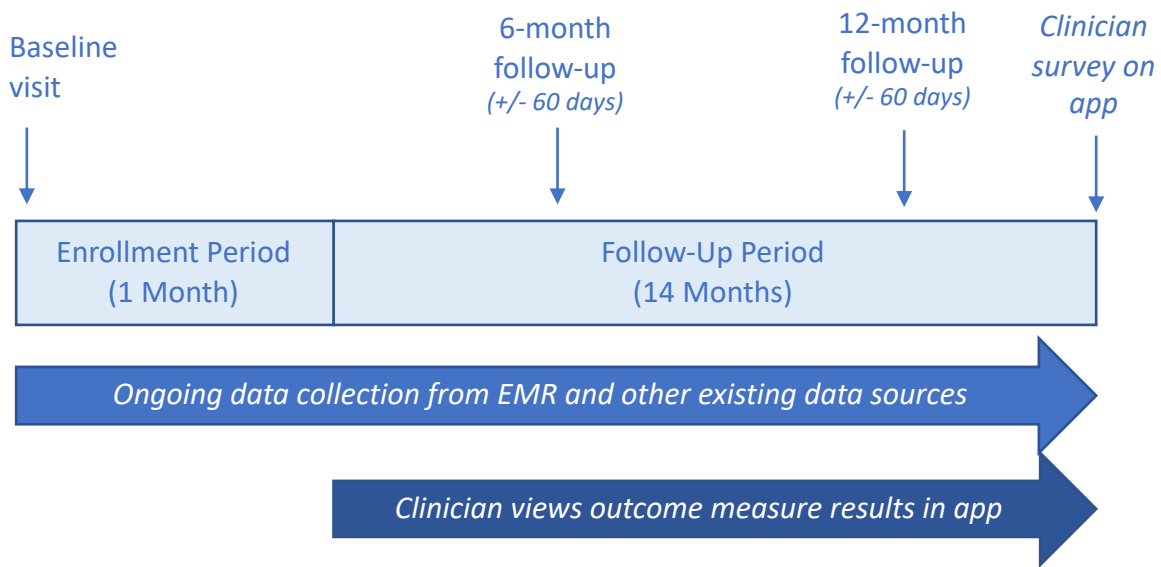 Baseline
visit
6-month
follow-up
(+/- 60 days)
12-month
follow-up
(+/- 60 days)
Clinician
survey on
app
Enrollment Period
(1 Month)
Follow-Up Period
(14 Months)
Ongoing data collection from EMR and other existing data sources
Clinician views outcome measure results in app